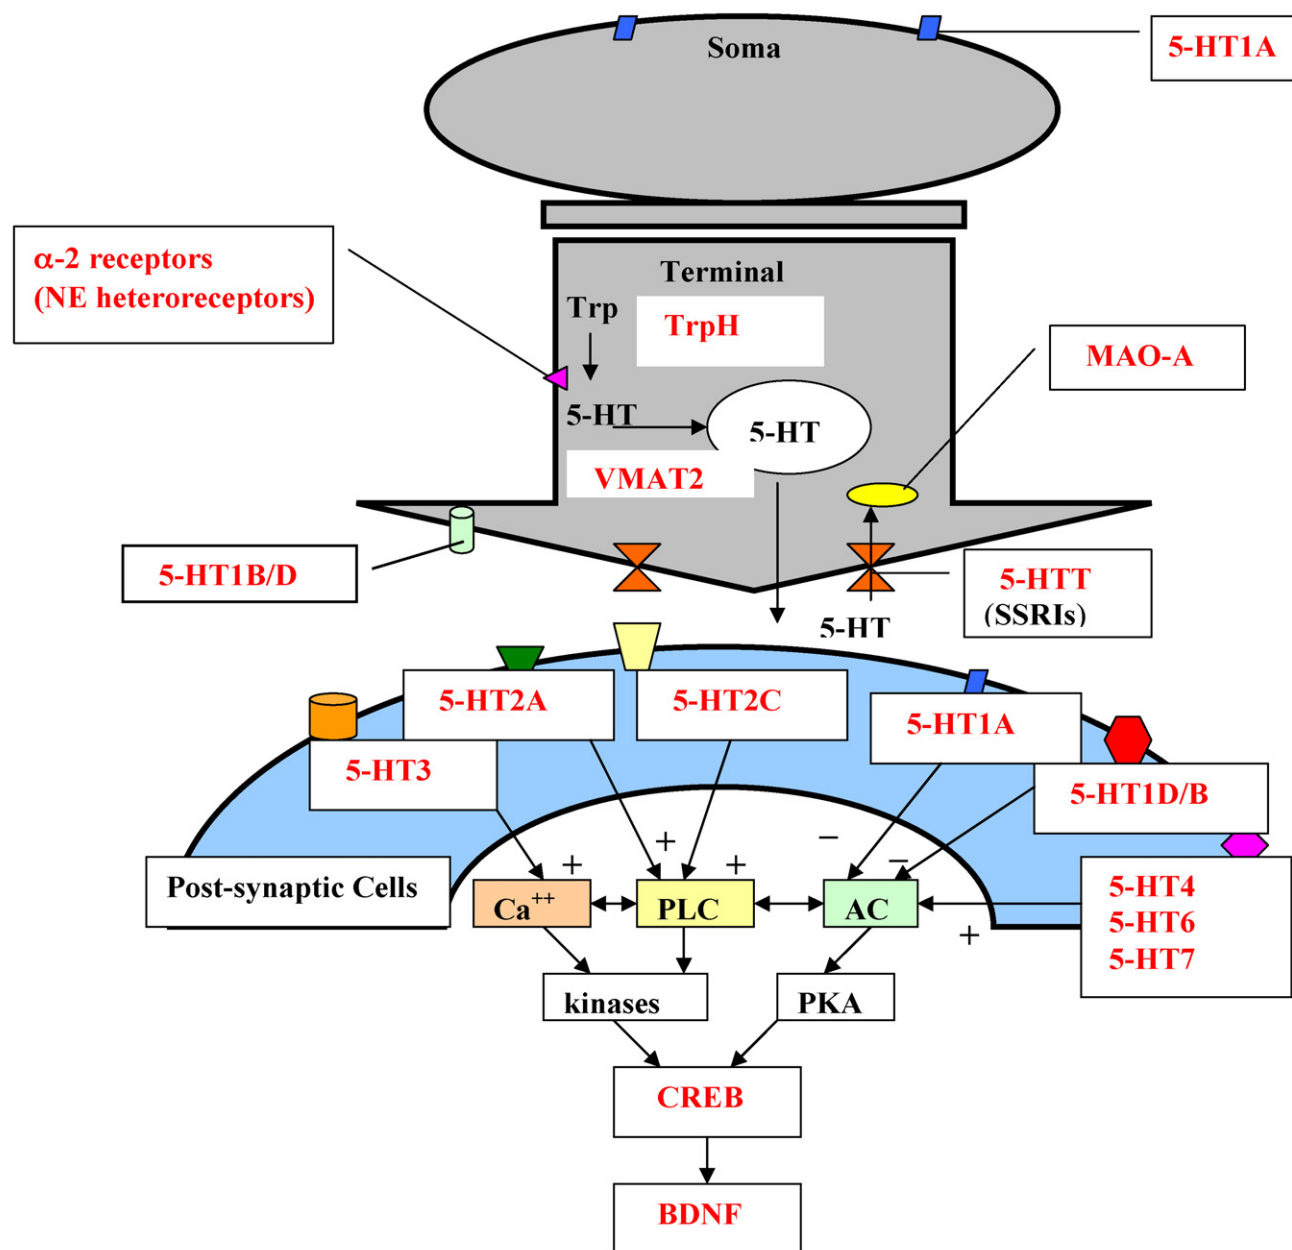 Soma
5-HT1A
α-2 receptors
(NE heteroreceptors)
Terminal
Trp
TrpH
MAO-A
5-HT
5-HT
VMAT2
5-HT1B/D
5-HTT
(SSRIs)
5-HT
5-HT2A
5-HT2C
5-HT1A
5-HT3
5-HT1D/B
+
+
+
−
−
Post-synaptic Cells
Ca++
PLC
AC
+
5-HT4
5-HT6
5-HT7
kinases
PKA
CREB
BDNF